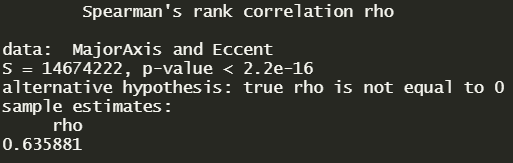 Spearman's rank correlation rho
data:  MajorAxis and Eccent
S = 14674222, p-value < 2.2e-16
alternative hypothesis: true rho is not equal to 0
sample estimates:
rho
0.635881